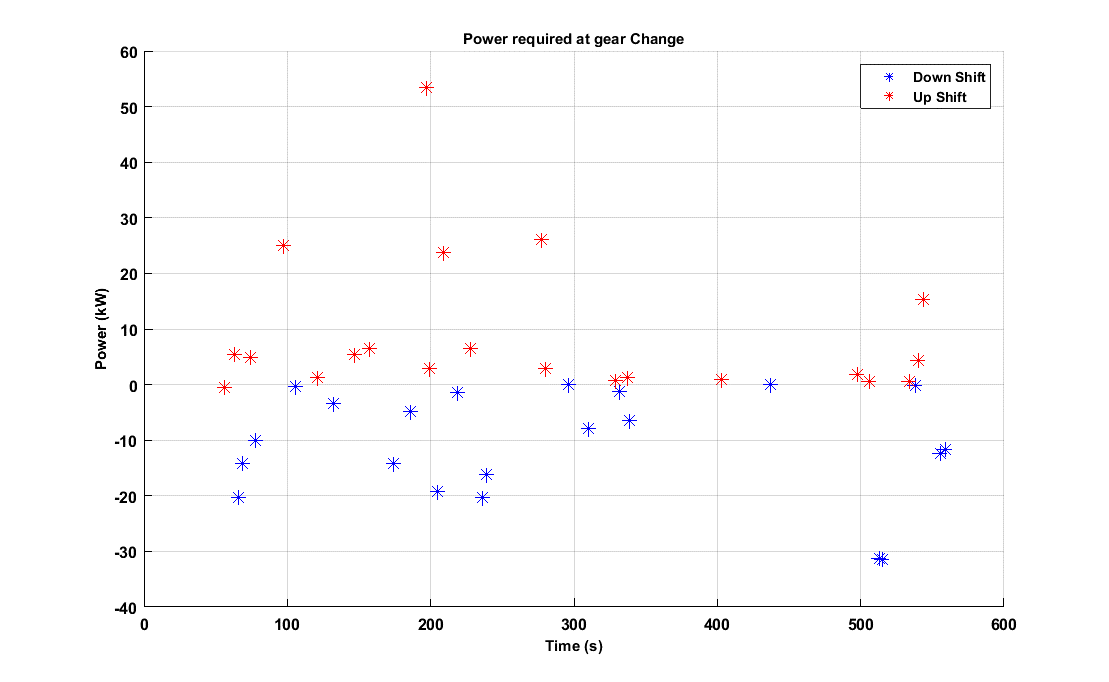 Power required at gear Change
60
50
40
30
20
10
0
-10
-20
-30
-40
Power (kW)
Down Shift
Up Shift
0 100 200 300 400 500 600
Time (s)